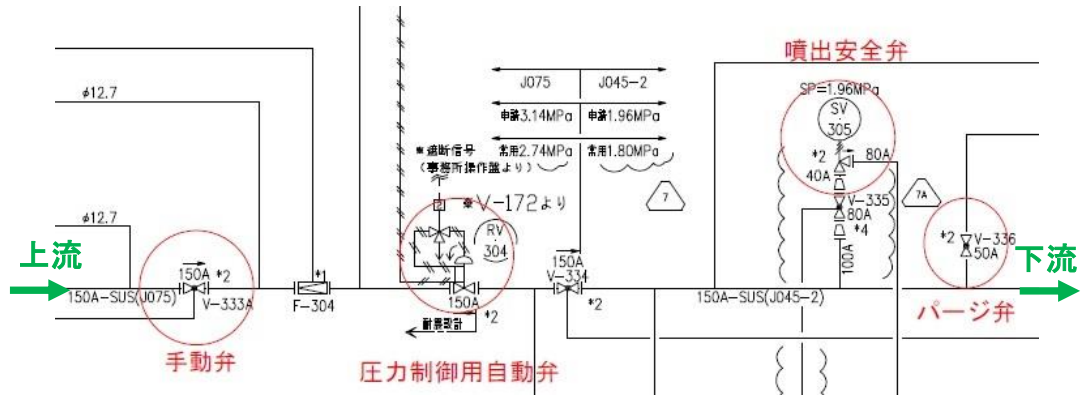 噴出安全弁
J075
J045-2
SP=1.96MPa
φ12.7
SV
305
申請3.14MPa
申請1.96MPa
※遮断信号
常用2.74MPa
常用1.80MPa
(事務所操作盤より)
*2
80A
40A
7
7A
※V-172より
V-335
80A
*4
φ12.7
RV
304
*2
V-336
50A
上流
150A
*2
*1
150A
V-334
100A
下流
150A-SUS(J075)
V-333A
F-304
150A
*2
*2
150A-SUS(J045-2)
耐震設計
パージ弁
手動弁
圧力制御用自動弁